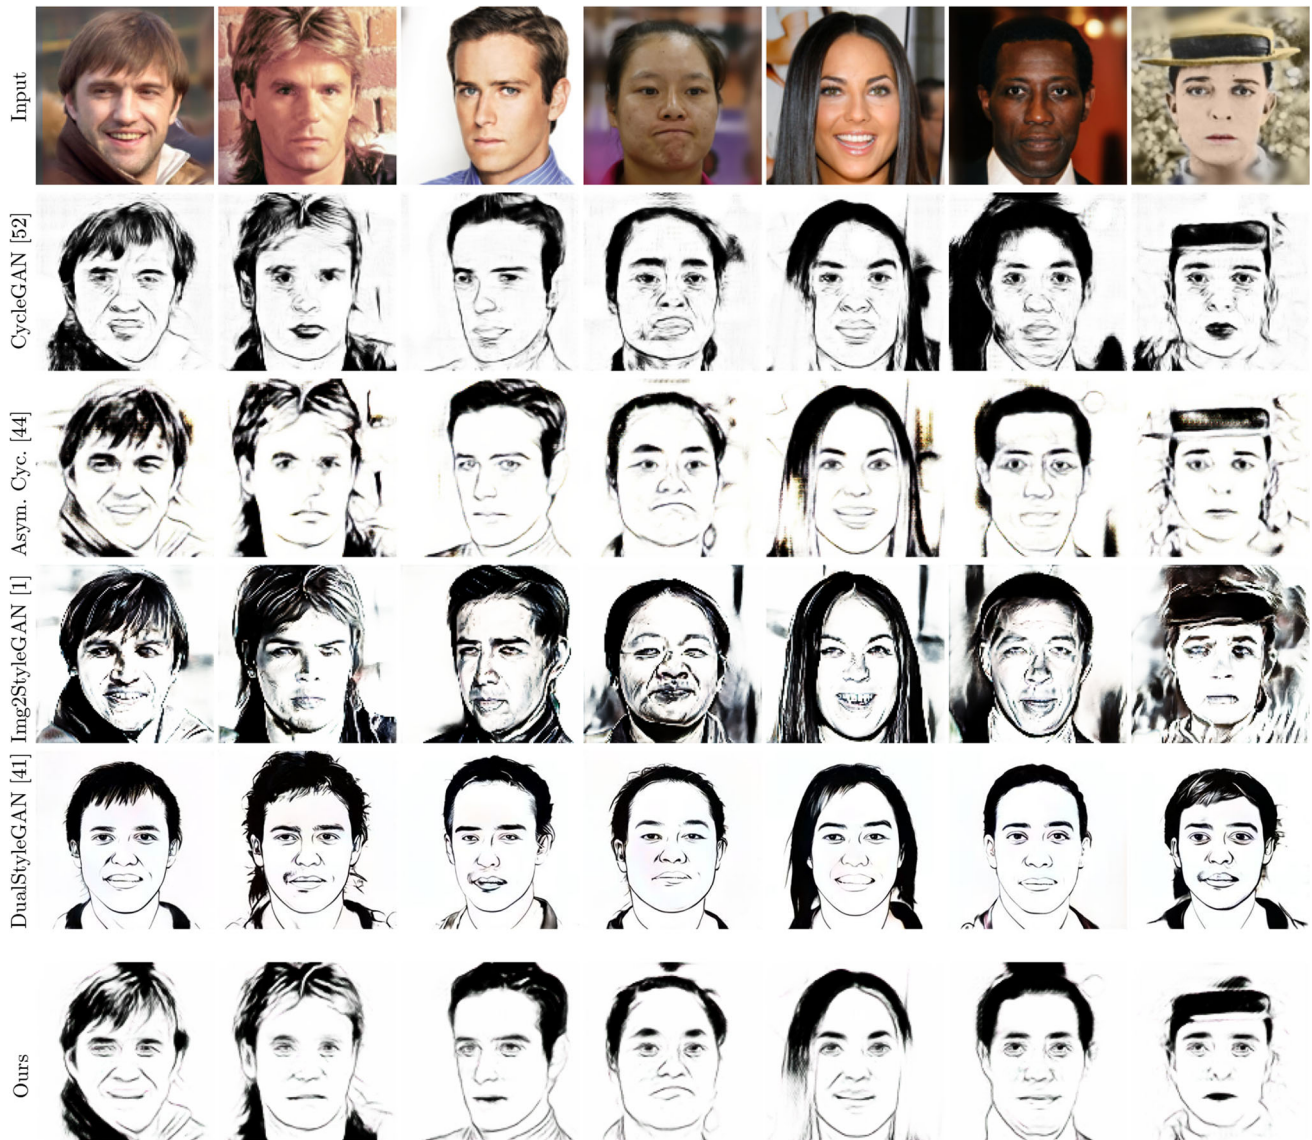 Input
CycleGAN [52]
Asym. Cyc. [44]
Img2StyleGAN [1]
DualStyleGAN [41]
Ours